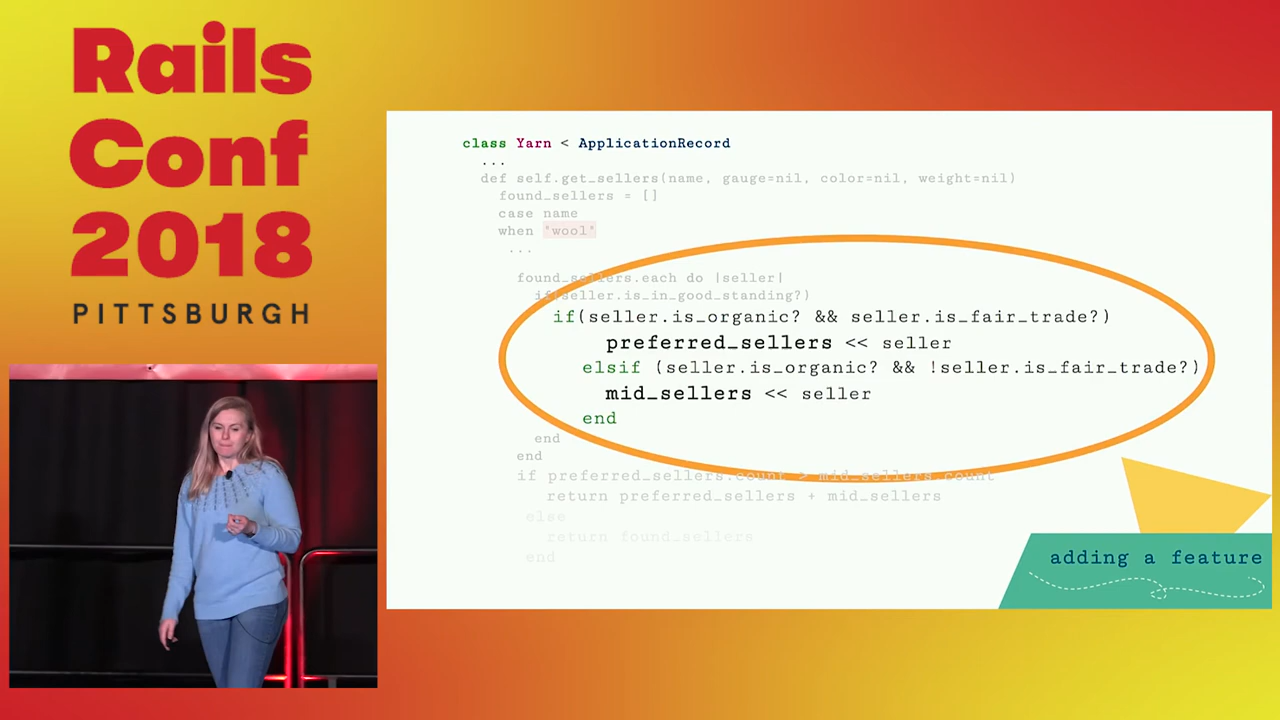 Rails
Conf
2018
PITTSBURGH
class Yarn < ApplicationRecord
...
def self.get_sellers(name, gauge=nil, color=nil, weight=nil)
found_sellers = []
case name
when "wool"
...
found_sellers.each do |seller|
if(seller.is_in_good_standing?)
if(seller.is_organic? && seller.is_fair_trade?)
preferred_sellers << seller
elsif (seller.is_organic? && !seller.is_fair_trade?)
mid_sellers << seller
end
end
end
if preferred_sellers.count > mid_sellers.count
return preferred_sellers + mid_sellers
else
return found_sellers
end
adding a feature